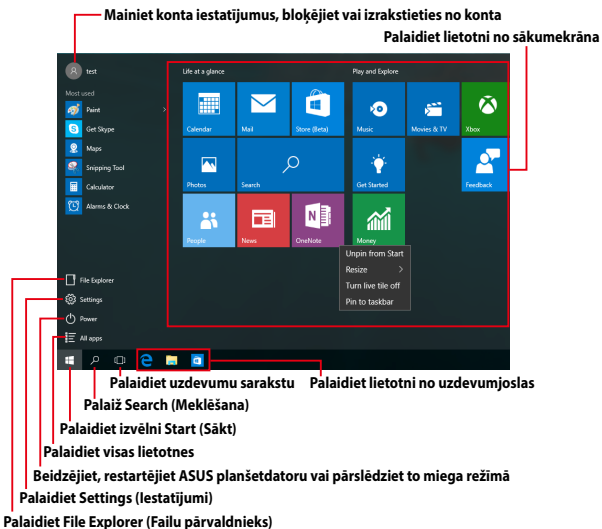 Mainiet konta iestatījumus, bloķējiet vai izrakstieties no konta
Palaidiet lietotni no sākumekrāna
test
Life at a glance
Play and Explore
Most used
Paint
Get Skype
Maps
Snipping Tool
Calculator
Alarms & Clock
Calendar
Mail
Store (Beta)
Music
Movies & TV
Xbox
Photos
Search
Get Started
Feedback
People
News
OneNote
Money
Unpin from Start
Resize
Turn live tile off
Pin to taskbar
File Explorer
Settings
Power
All apps
Palaidiet uzdevumu sarakstu
Palaidiet lietotni no uzdevumjoslas
Palaiž Search (Meklēšana)
Palaidiet izvēlni Start (Sākt)
Palaidiet visas lietotnes
Beidzējiet, restartējiet ASUS planšetdatoru vai pārslēdziet to miega režīmā
Palaidiet Settings (Iestatījumi)
Palaidiet File Explorer (Failu pārvaldnieks)